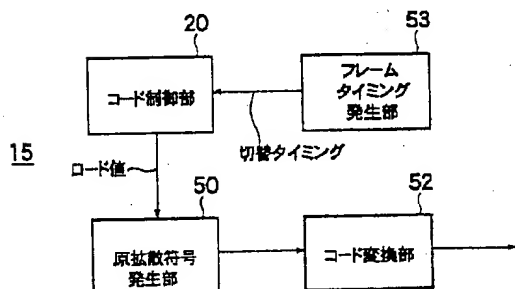 20
53
コード制御部
フレーム
タイミング
発生部
切替タイミング
15
ロード値
50
52
原拡散符号
発生部
コード変換部